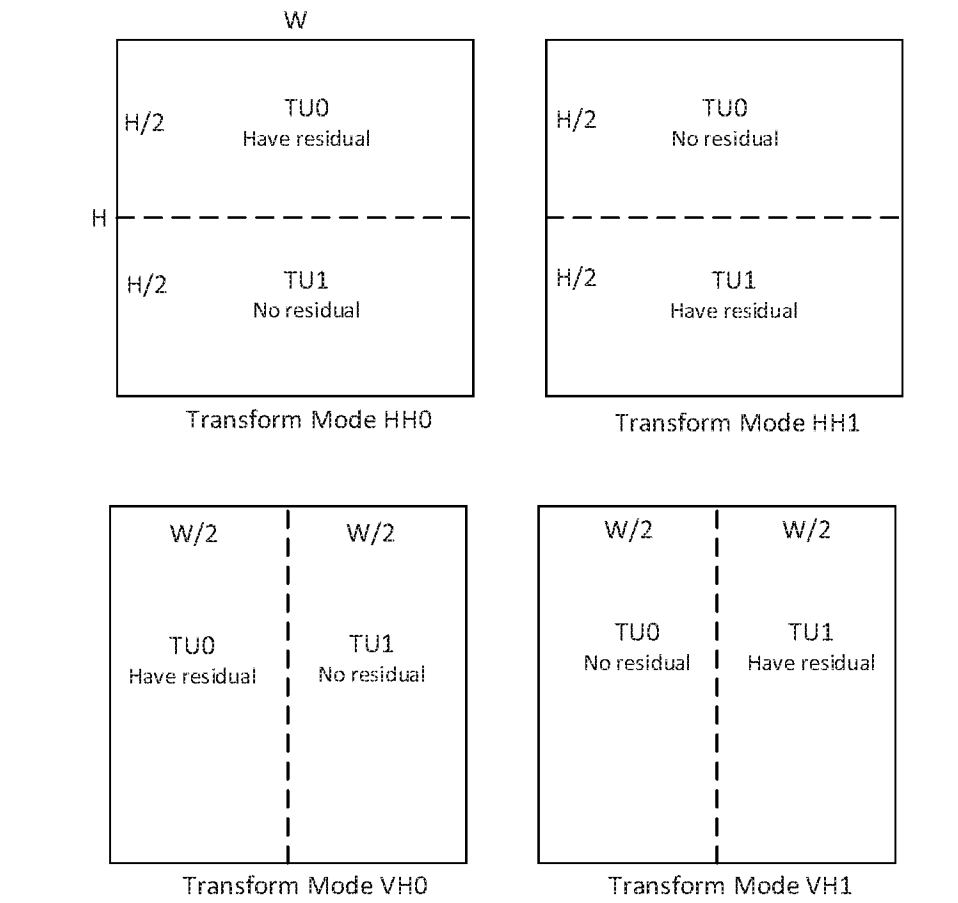 W
H/2
TU0
Have residual
H
H/2
TU1
No residual
Transform Mode HH0
H/2
TU0
No residual
H/2
TU1
Have residual
Transform Mode HH1
W/2
W/2
TU0
Have residual
TU1
No residual
Transform Mode VH0
W/2
W/2
TU0
No residual
TU1
Have residual
Transform Mode VH1